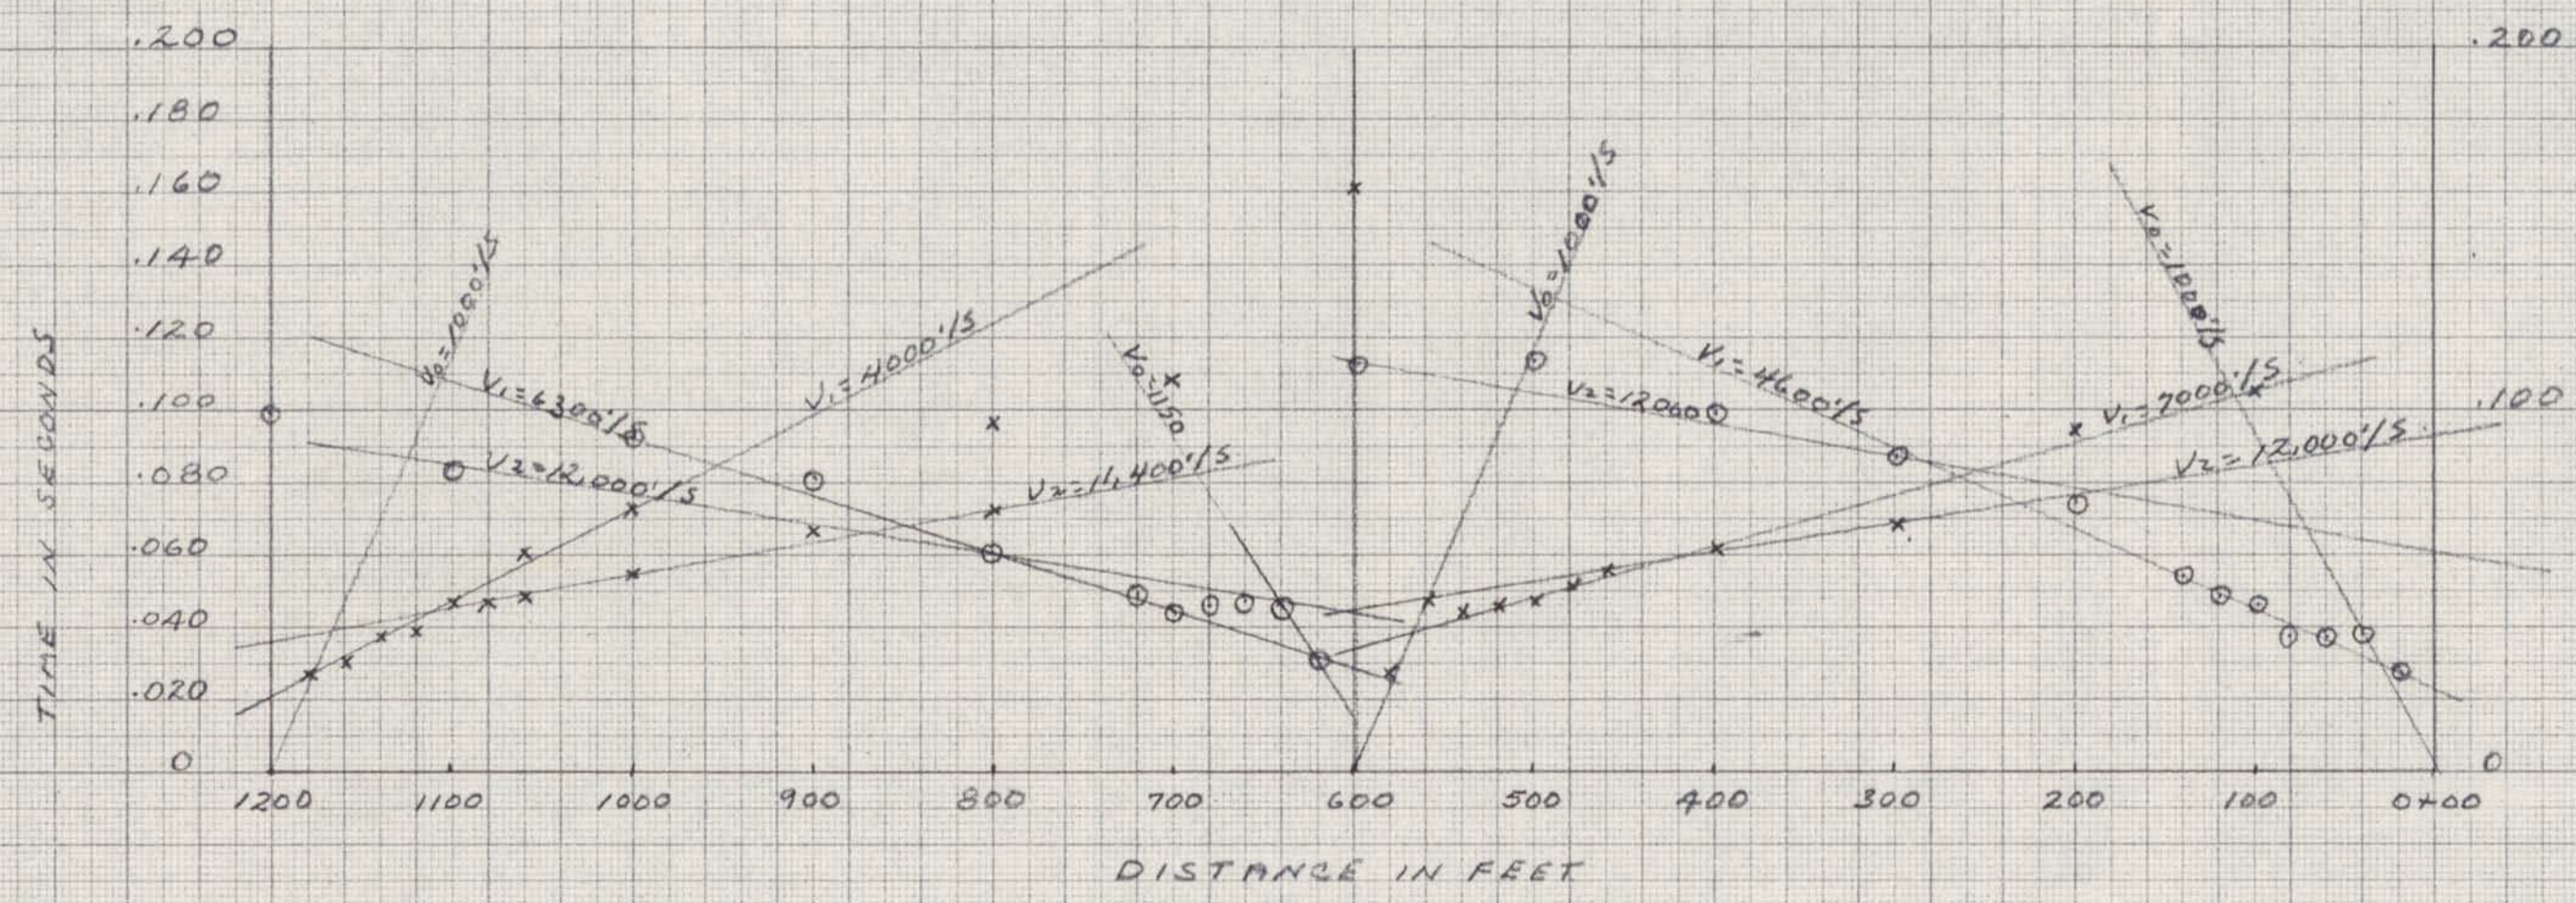 .200
.180
.160
.140
.120
.100
.080
.060
.040
.020
0
TIME IN SECONDS
V0=1000'/S
V1=6300'/S
V2=12,000'/S
V1=4000'/S
V2=11,400'/S
V0=1150
V0=1000'/S
V1=4600'/S
V2=12000
V0=1000'/S
V1=7000'/S
V2=12,000'/S
.200
.100
0
1200 1100 1000 900 800 700 600 500 400 300 200 100 0+00
DISTANCE IN FEET